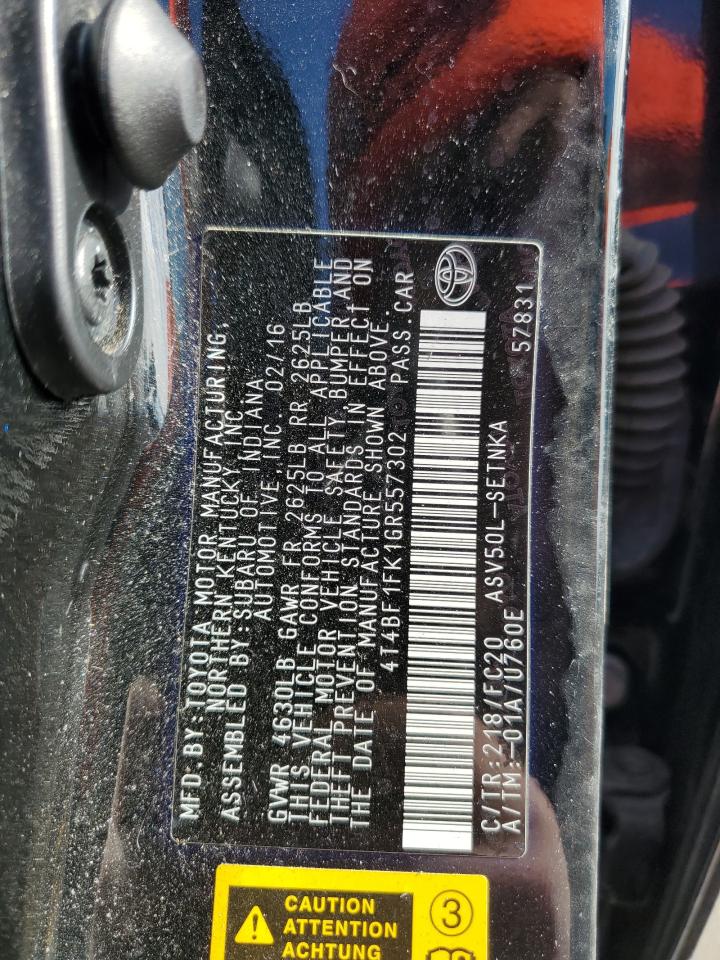 MFD.BY:TOYOTA MOTOR MANUFACTURING,
NORTHERN KENTUCKY,INC.
ASSEMBLED BY:SUBARU OF INDIANA
AUTOMOTIVE,INC 02/16
GVWR 4630LB GAWR FR 2625LB RR 2625LB
THIS VEHICLE CONFORMS TO ALL APPLICABLE
FEDERAL MOTOR VEHICLE SAFETY,BUMPER,AND
THEFT PREVENTION STANDARDS IN EFFECT ON
THE DATE OF MANUFACTURE SHOWN ABOVE.
4T4BF1FK1GR557302 PASS.CAR
C/TR:218/FC20 ASV50L-SETNKA 57831
A/TM:-01A/U760E
CAUTION
ATTENTION
ACHTUNG
3